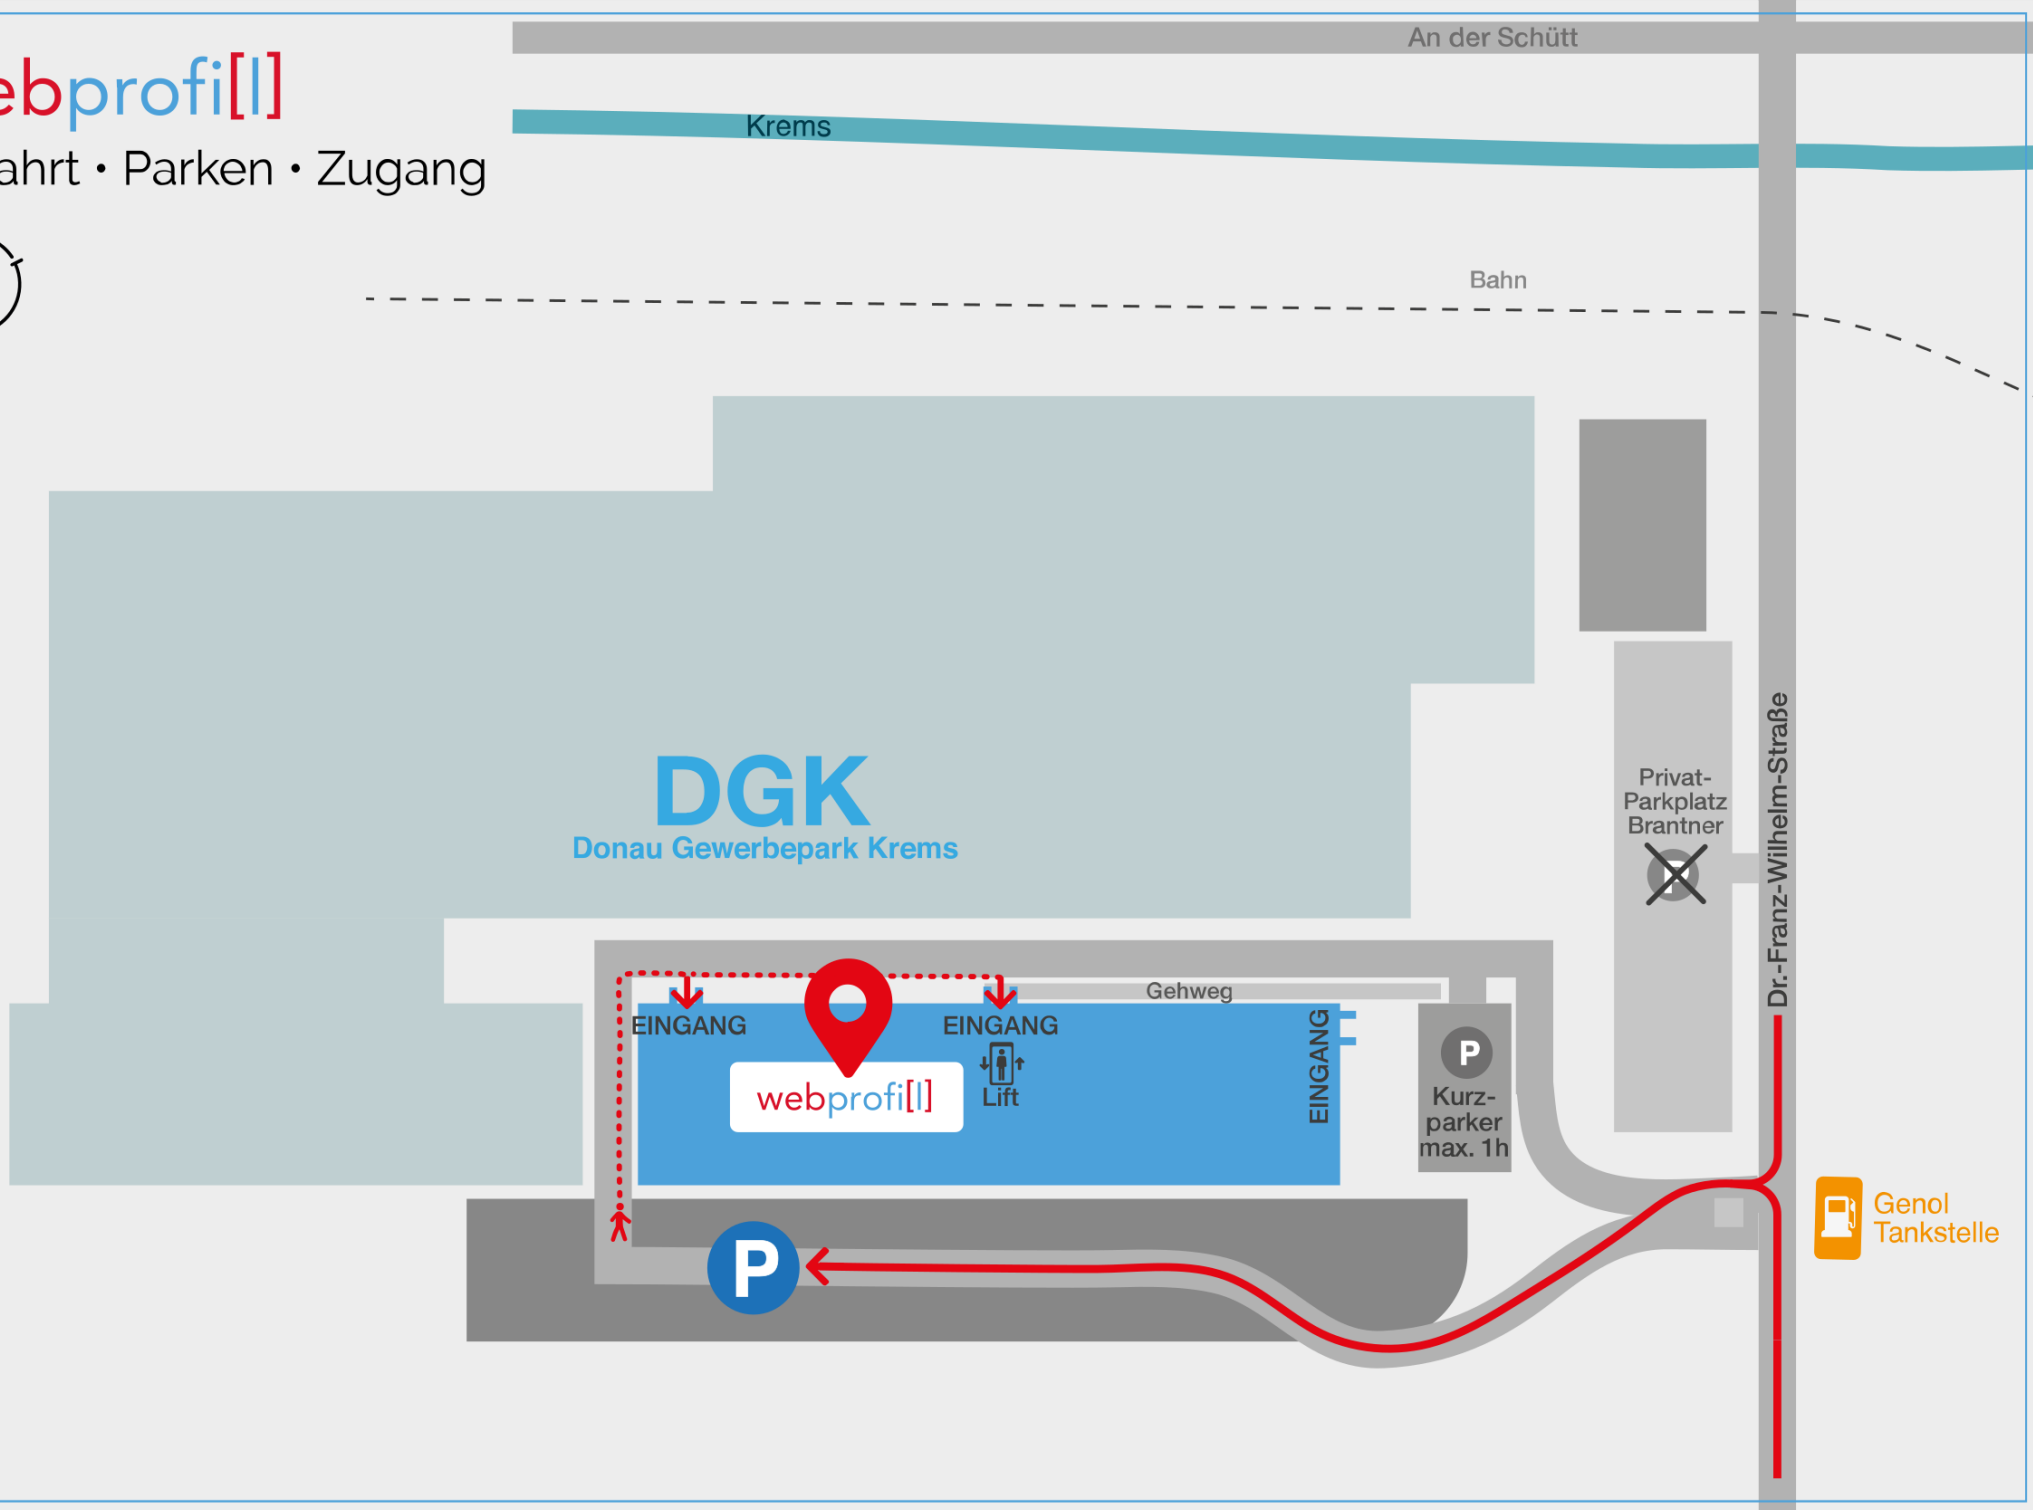 An der Schütt
ebprofi[l]
Krems
ahrt • Parken • Zugang
Bahn
DGK
Donau Gewerbepark Krems
Privat-
Parkplatz
Brantner
P
Dr.-Franz-Wilhelm-Straße
Gehweg
EINGANG
EINGANG
EINGANG
Lift
webprofi[l]
P
Kurz-
parker
max. 1h
P
Genol
Tankstelle